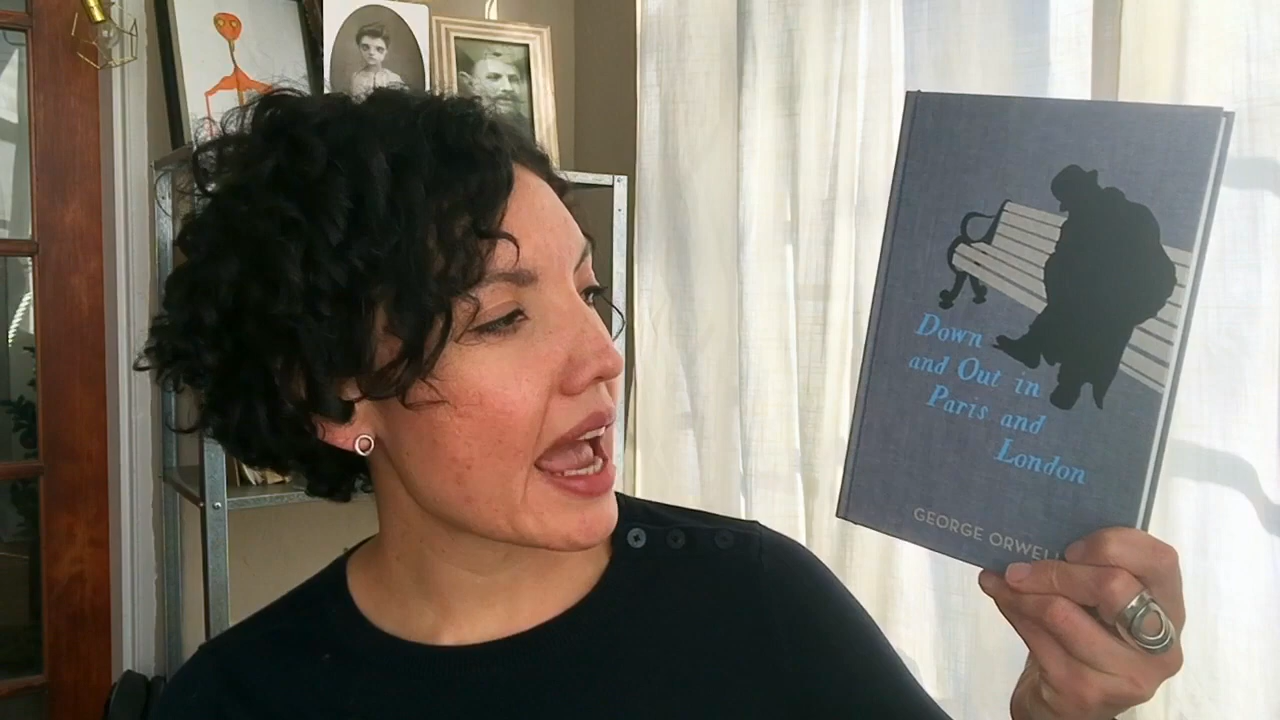 Down
and Out in
Paris and
London
GEORGE ORWELL